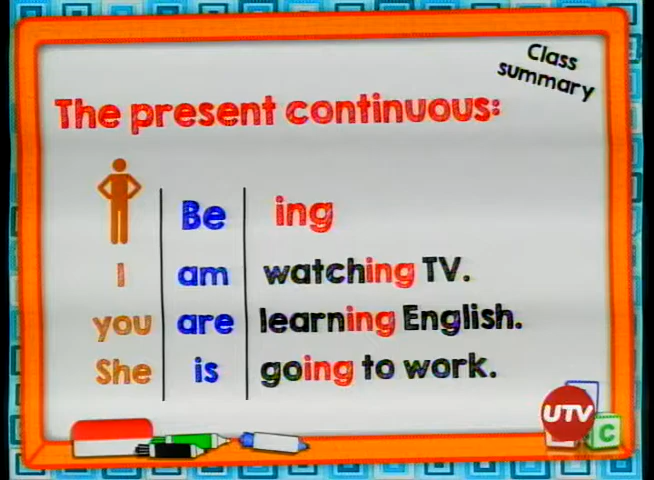 Class
summary
The present continuous:
Be ing
I am watching TV.
you are learning English.
She is going to work.
UTV
C